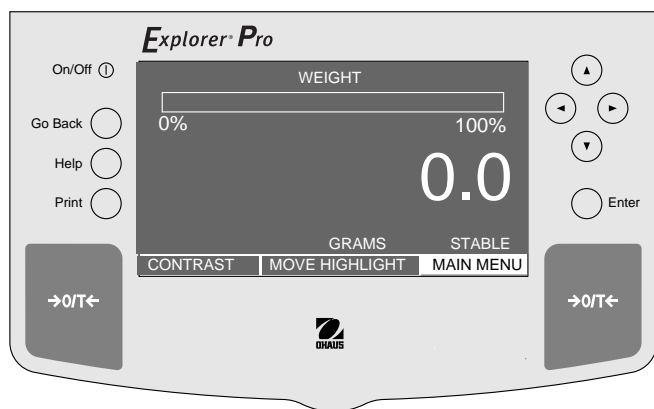 Explorer® Pro
On/Off
WEIGHT
Go Back
0% 100%
Help
0.0
Print
Enter
GRAMS STABLE
CONTRAST MOVE HIGHLIGHT MAIN MENU
→0/T← →0/T←
OHAUS